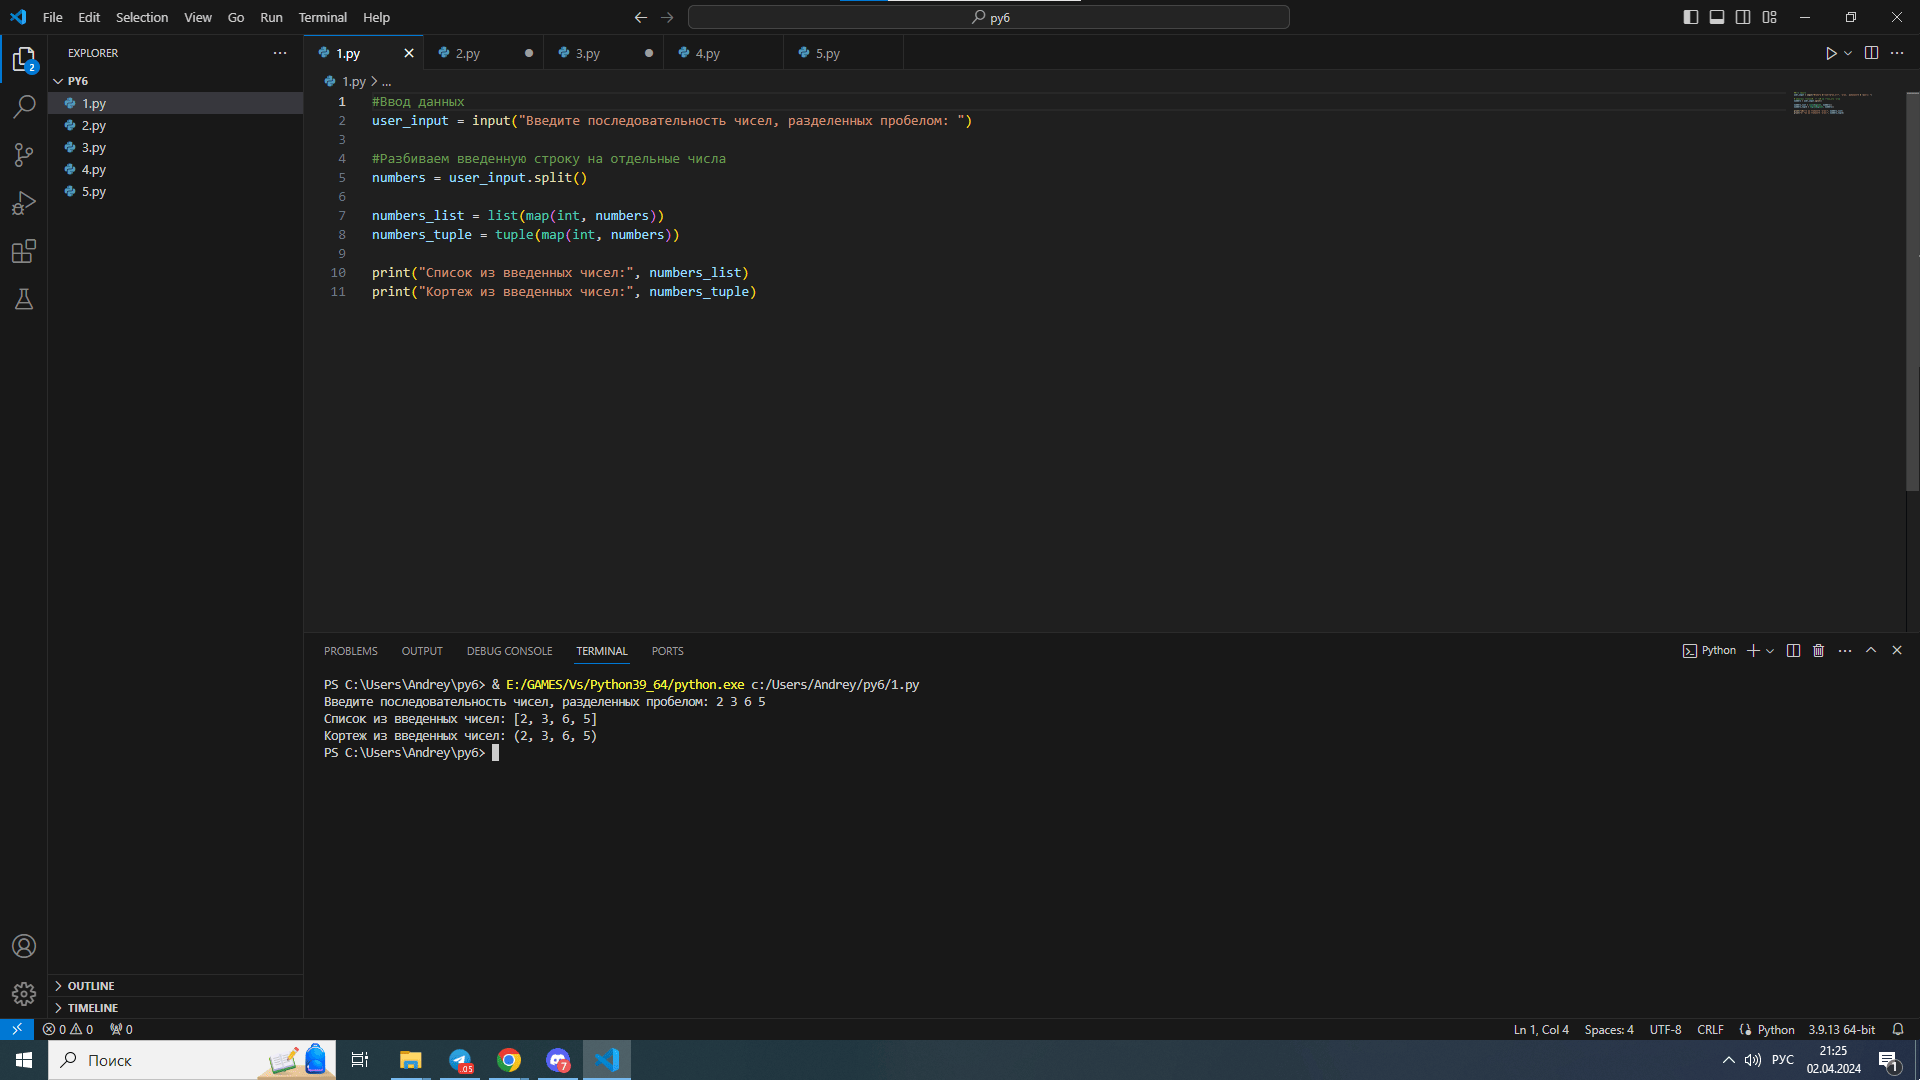 File Edit Selection View Go Run Terminal Help
py6
EXPLORER
2
PY6
1.py
2.py
3.py
4.py
5.py
OUTLINE
TIMELINE
1.py 2.py 3.py 4.py 5.py
1.py > ...
1 #Ввод данных
2 user_input = input("Введите последовательность чисел, разделенных пробелом: ")
3
4 #Разбиваем введенную строку на отдельные числа
5 numbers = user_input.split()
6
7 numbers_list = list(map(int, numbers))
8 numbers_tuple = tuple(map(int, numbers))
9
10 print("Список из введенных чисел:", numbers_list)
11 print("Кортеж из введенных чисел:", numbers_tuple)
PROBLEMS OUTPUT DEBUG CONSOLE TERMINAL PORTS
Python
PS C:\Users\Andrey\py6> & E:/GAMES/Vs/Python39_64/python.exe c:/Users/Andrey/py6/1.py
Введите последовательность чисел, разделенных пробелом: 2 3 6 5
Список из введенных чисел: [2, 3, 6, 5]
Кортеж из введенных чисел: (2, 3, 6, 5)
PS C:\Users\Andrey\py6>
0 0 0
Ln 1, Col 4 Spaces: 4 UTF-8 CRLF Python 3.9.13 64-bit
Поиск
.05
7
РУС
21:25
02.04.2024
1